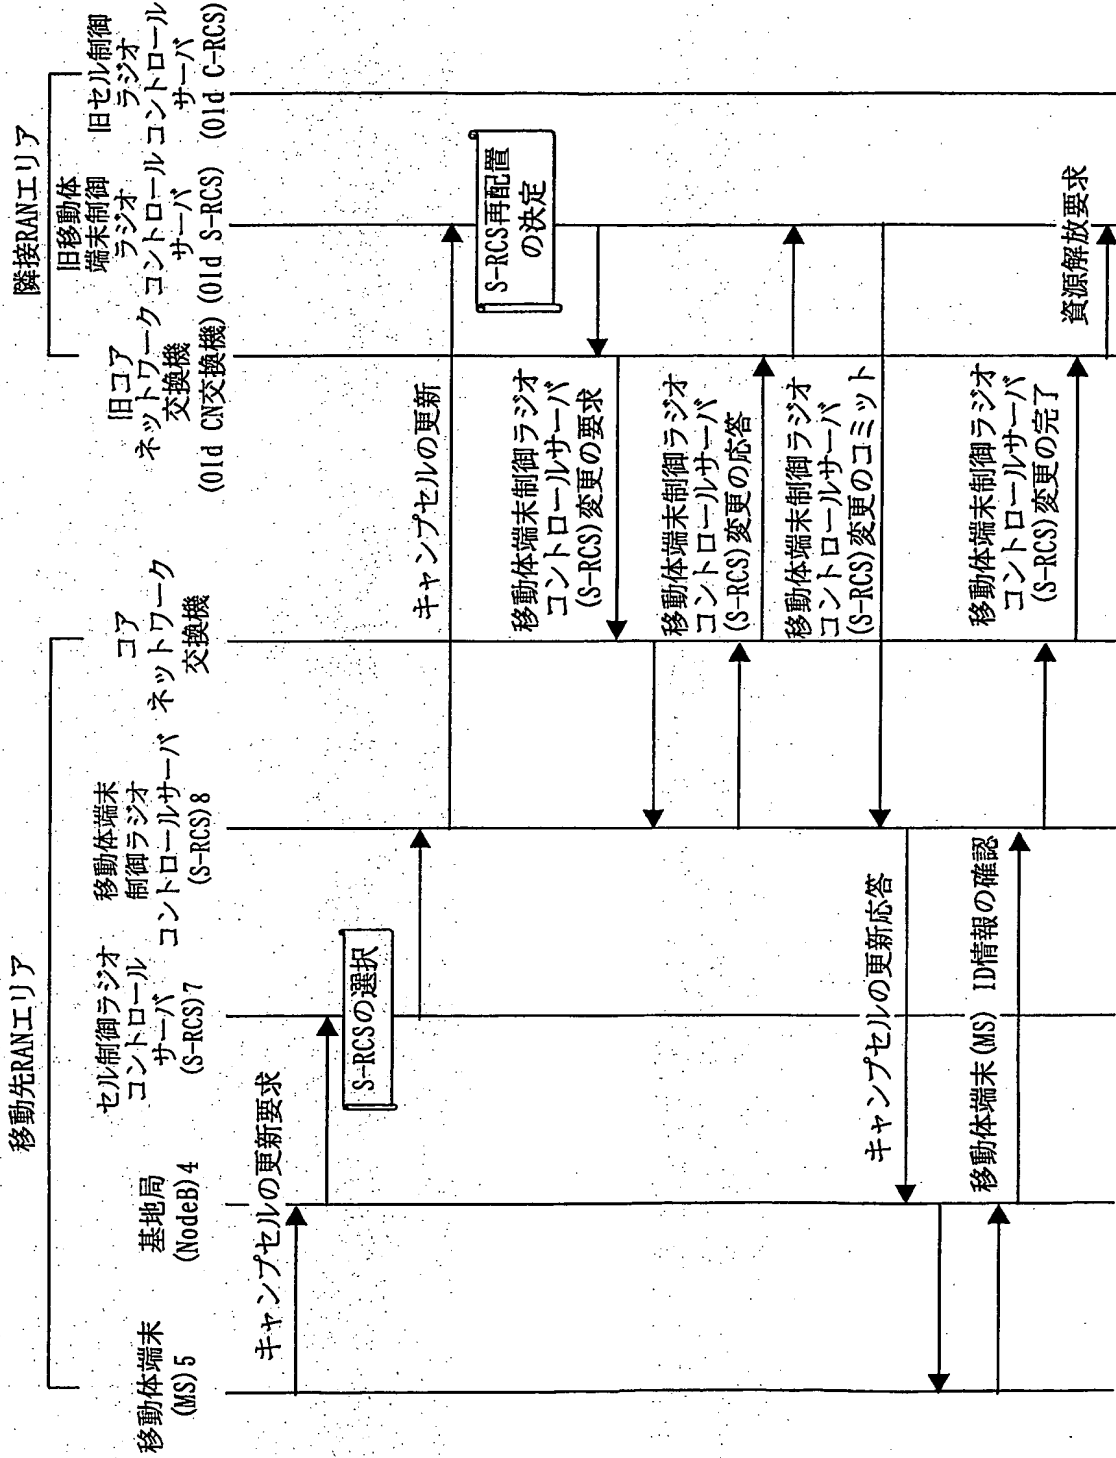 移動先RANエリア
隣接RANエリア
移動体端末
(MS)5
基地局
(NodeB)4
セル制御ラジオ
コントロール
サーバ
(S-RCS)7
移動体端末
制御ラジオ
コントロールサーバ
(S-RCS)8
コア
ネットワーク
交換機
旧コア
ネットワーク
交換機
(Old CN交換機)
旧移動体
端末制御
ラジオ
コントロール
サーバ
(Old S-RCS)
旧セル制御
ラジオ
コントロール
サーバ
(Old C-RCS)
キャンプセルの更新要求
S-RCSの選択
キャンプセルの更新
S-RCS再配置
の決定
移動体端末制御ラジオ
コントロールサーバ
(S-RCS)変更の要求
移動体端末制御ラジオ
コントロールサーバ
(S-RCS)変更の応答
移動体端末制御ラジオ
コントロールサーバ
(S-RCS)変更のコミット
キャンプセルの更新応答
移動体端末(MS) ID情報の確認
移動体端末制御ラジオ
コントロールサーバ
(S-RCS)変更の完了
資源解放要求